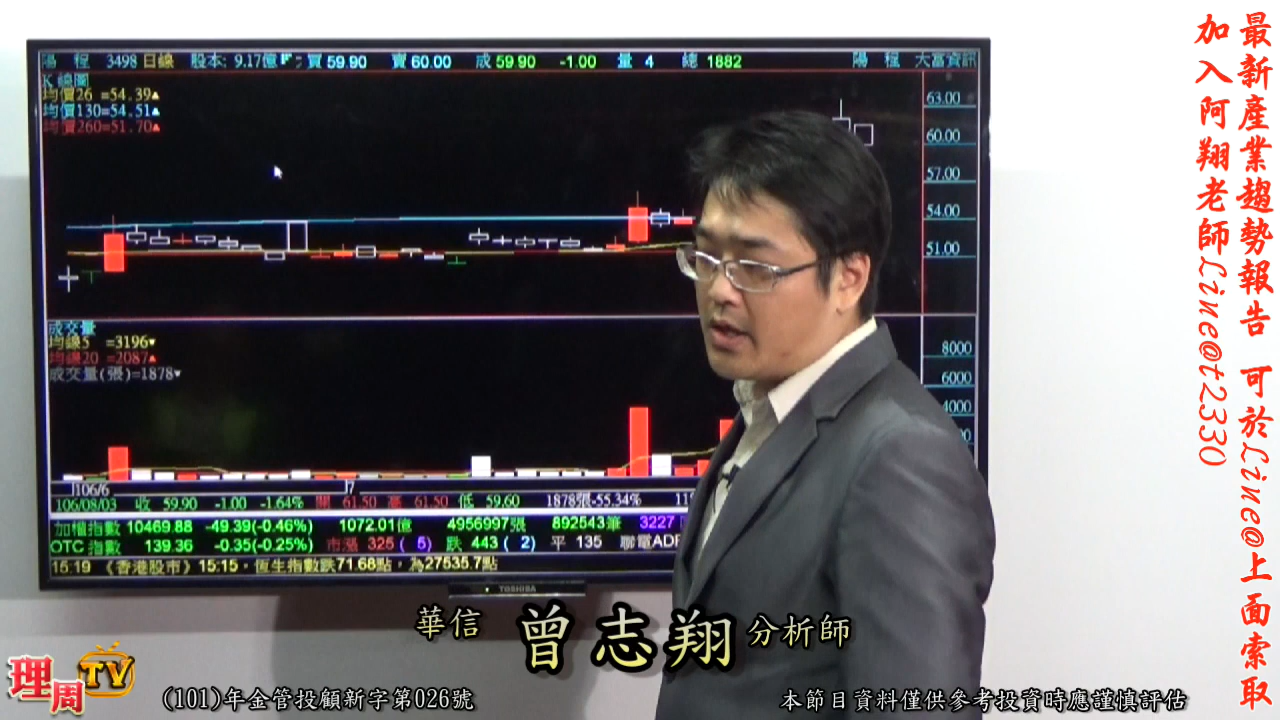 陽 程 3498 日線 股本: 9.17億 買 59.90 賣 60.00 成 59.90 -1.00 量 4 總 1882 陽 程 大富資訊
K 線圖
均價26 =54.39▲
均價130=54.51▲
均價260=51.70▲
63.00
60.00
57.00
54.00
51.00
成交量
均線5 =3196▼
均線20 =2087▲
成交量(張)=1878▼
8000
6000
4000
106/6
7
106/08/03 收 59.90 -1.00 -1.64% 開 61.50 高 61.50 低 59.60 1878張-55.34%
加權指數 10469.88 -49.39(-0.46%) 1072.01億 4956997張 892543筆 3227
OTC 指數 139.36 -0.35(-0.25%) 市漲 325 ( 5) 跌 443 ( 2) 平 135 聯電ADR
15:19 《香港股市》15:15，恆生指數跌71.68點，為27535.7點
TOSHIBA
最新產業趨勢報告 可於Line@上面索取
加入阿翔老師Line@t2330
華信 曾志翔 分析師
理周TV
(101)年金管投顧新字第026號
本節目資料僅供參考投資時應謹慎評估